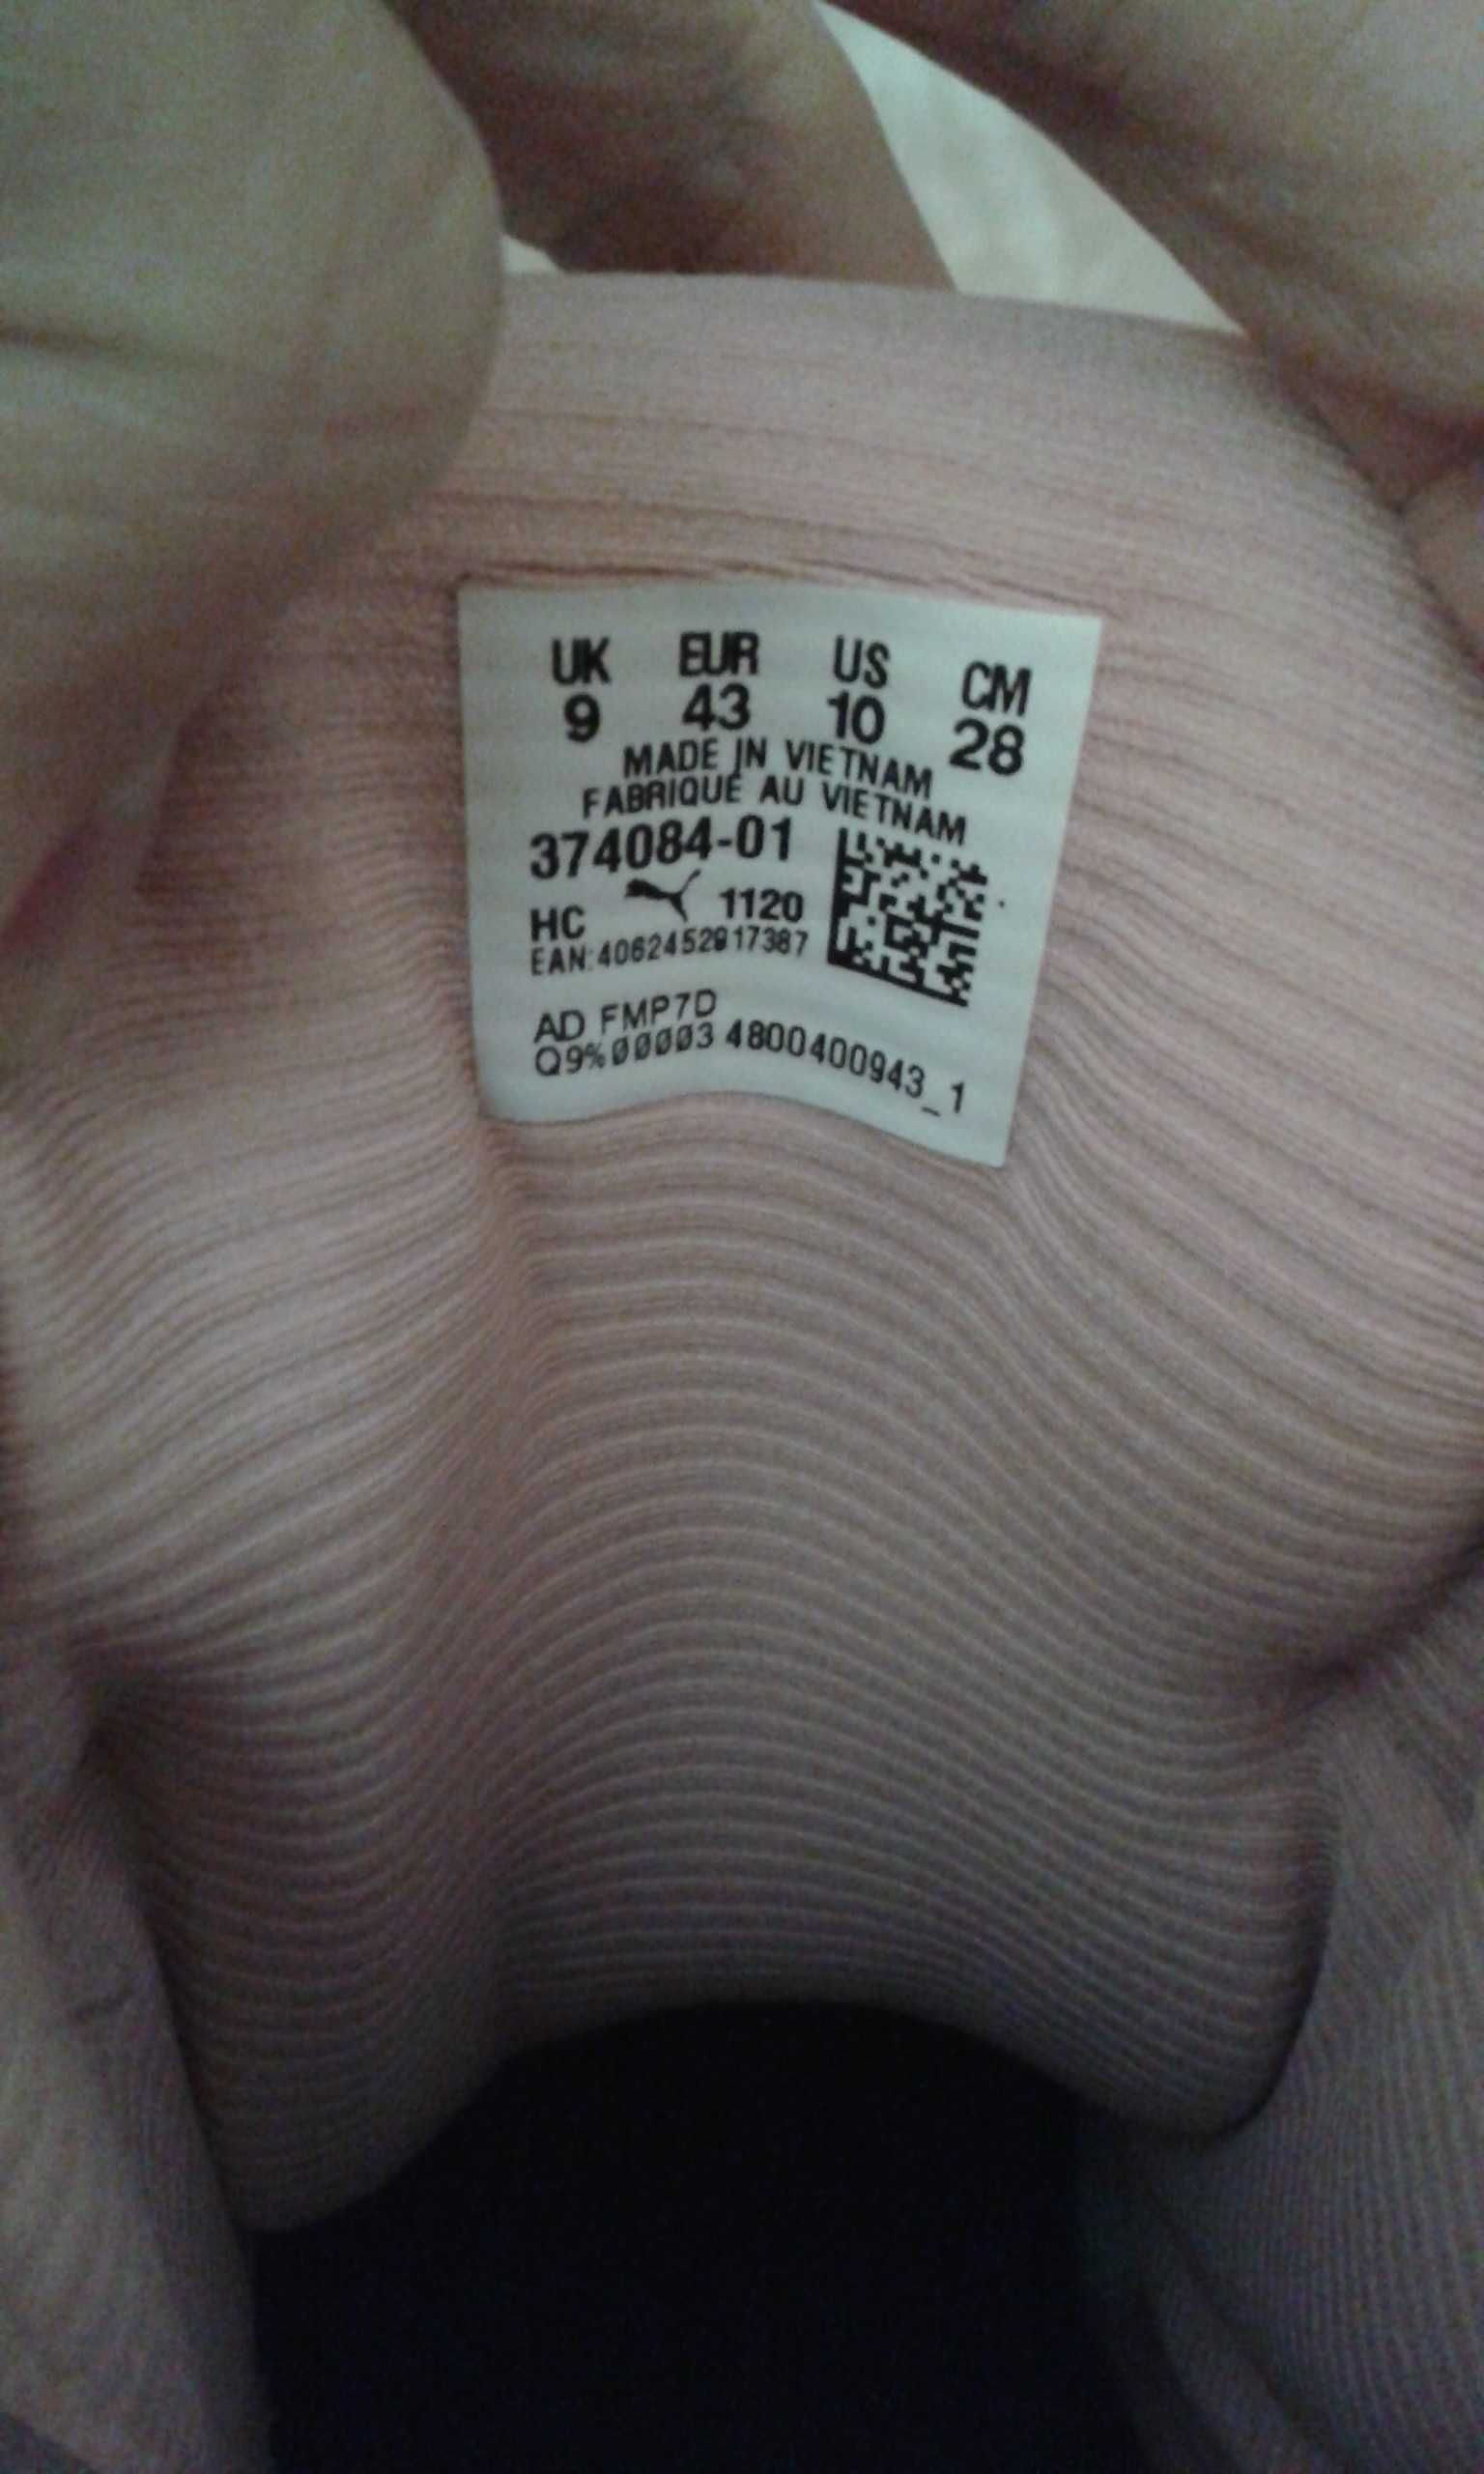 UK EUR US CM
9 43 10 28
MADE IN VIETNAM
FABRIQUÉ AU VIETNAM
374084-01
HC 1120
EAN:4062452917387
AD FMP7D
Q9%00003 4800400943_1